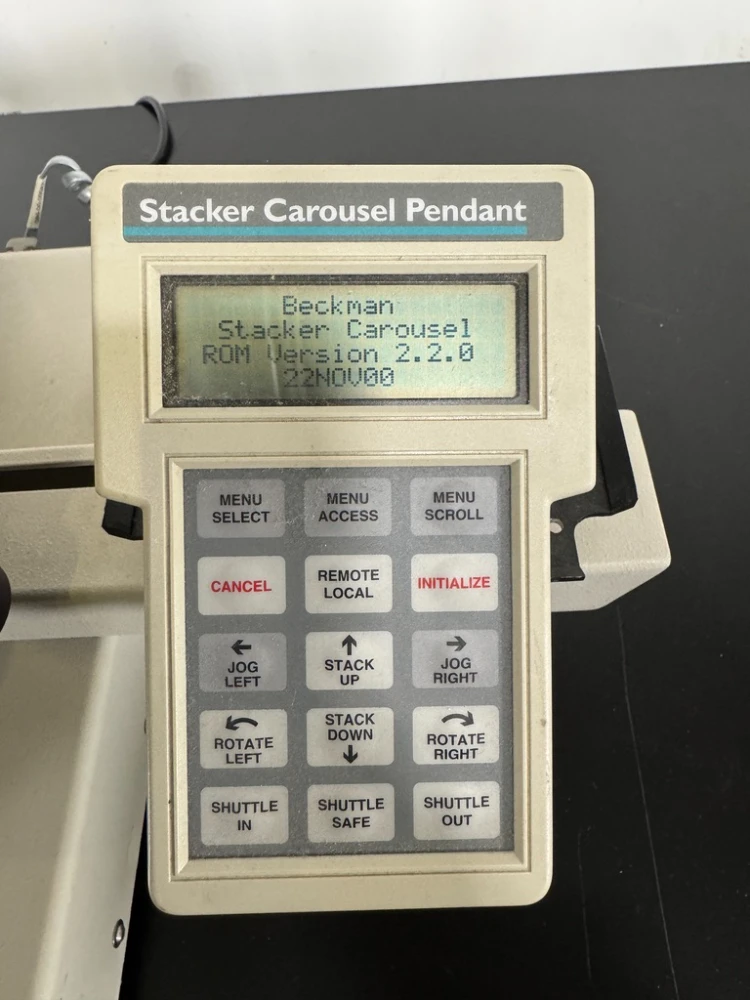 Stacker Carousel Pendant
Beckman
Stacker Carousel
ROM Version 2.2.0
22NOV00
MENU SELECT
MENU ACCESS
MENU SCROLL
CANCEL
REMOTE LOCAL
INITIALIZE
← JOG LEFT
↑ STACK UP
→ JOG RIGHT
ROTATE LEFT
STACK DOWN ↓
ROTATE RIGHT
SHUTTLE IN
SHUTTLE SAFE
SHUTTLE OUT